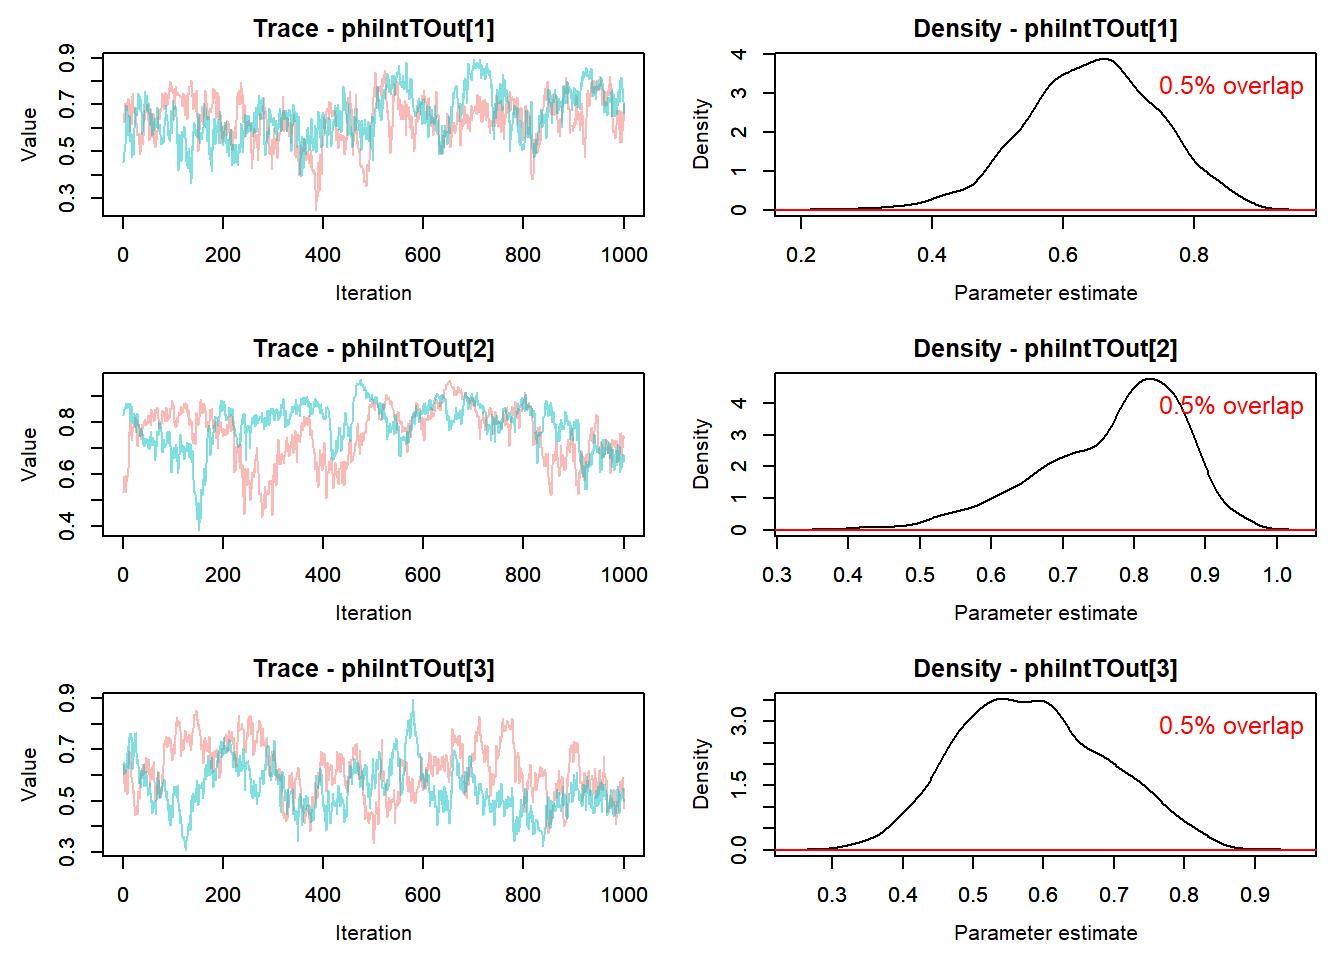 Trace - phiIntTOut[1]
Value
0.3 0.5 0.7 0.9
0 200 400 600 800 1000
Iteration
Density - phiIntTOut[1]
Density
0 1 2 3 4
0.5% overlap
0.2 0.4 0.6 0.8
Parameter estimate
Trace - phiIntTOut[2]
Value
0.4 0.6 0.8
0 200 400 600 800 1000
Iteration
Density - phiIntTOut[2]
Density
0 1 2 3 4
0.5% overlap
0.3 0.4 0.5 0.6 0.7 0.8 0.9 1.0
Parameter estimate
Trace - phiIntTOut[3]
Value
0.3 0.5 0.7 0.9
0 200 400 600 800 1000
Iteration
Density - phiIntTOut[3]
Density
0.0 1.5 3.0
0.5% overlap
0.3 0.4 0.5 0.6 0.7 0.8 0.9
Parameter estimate